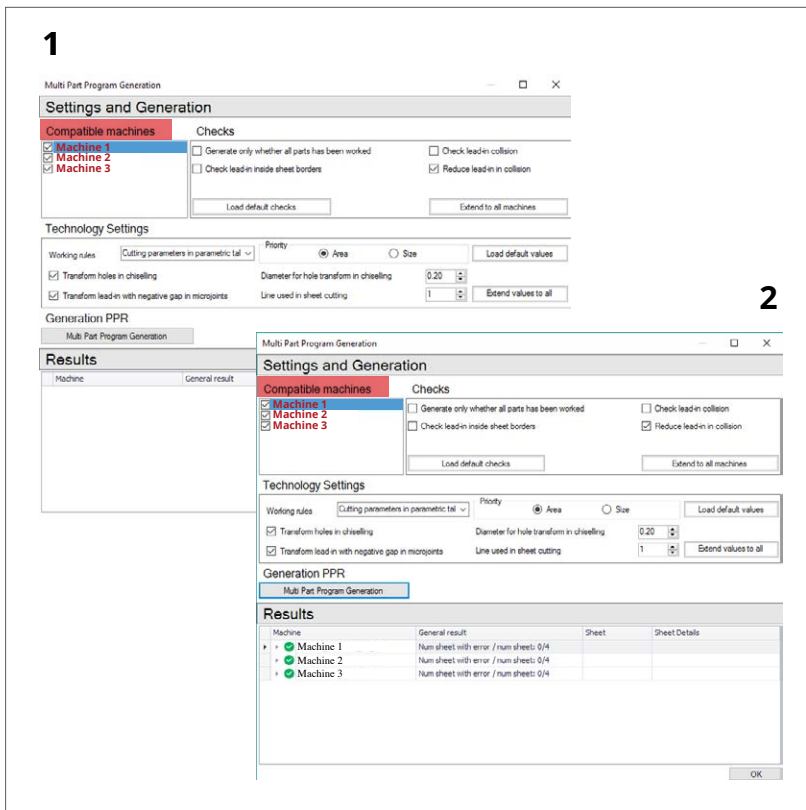 1
Multi Part Program Generation
Settings and Generation
Compatible machines Checks
Machine 1 Generate only whether all parts has been worked Check lead-in collision
Machine 2
Machine 3 Check lead-in inside sheet borders Reduce lead-in in collision
Load default checks Extend to all machines
Technology Settings
Priority
Working rules Cutting parameters in parametric tal Area Size Load default values
Transform holes in chiselling Diameter for hole transform in chiselling 0.20
Transform lead-in with negative gap in microjoints Line used in sheet cutting 1 Extend values to all
Generation PPR
Multi Part Program Generation
Results
Machine General result
2
Multi Part Program Generation
Settings and Generation
Compatible machines Checks
Machine 1 Generate only whether all parts has been worked Check lead-in collision
Machine 2
Machine 3 Check lead-in inside sheet borders Reduce lead-in in collision
Load default checks Extend to all machines
Technology Settings
Priority
Working rules Cutting parameters in parametric tal Area Size Load default values
Transform holes in chiselling Diameter for hole transform in chiselling 0.20
Transform lead-in with negative gap in microjoints Line used in sheet cutting 1 Extend values to all
Generation PPR
Multi Part Program Generation
Results
Machine General result Sheet Sheet Details
Machine 1 Num sheet with error / num sheet: 0/4
Machine 2 Num sheet with error / num sheet: 0/4
Machine 3 Num sheet with error / num sheet: 0/4
OK